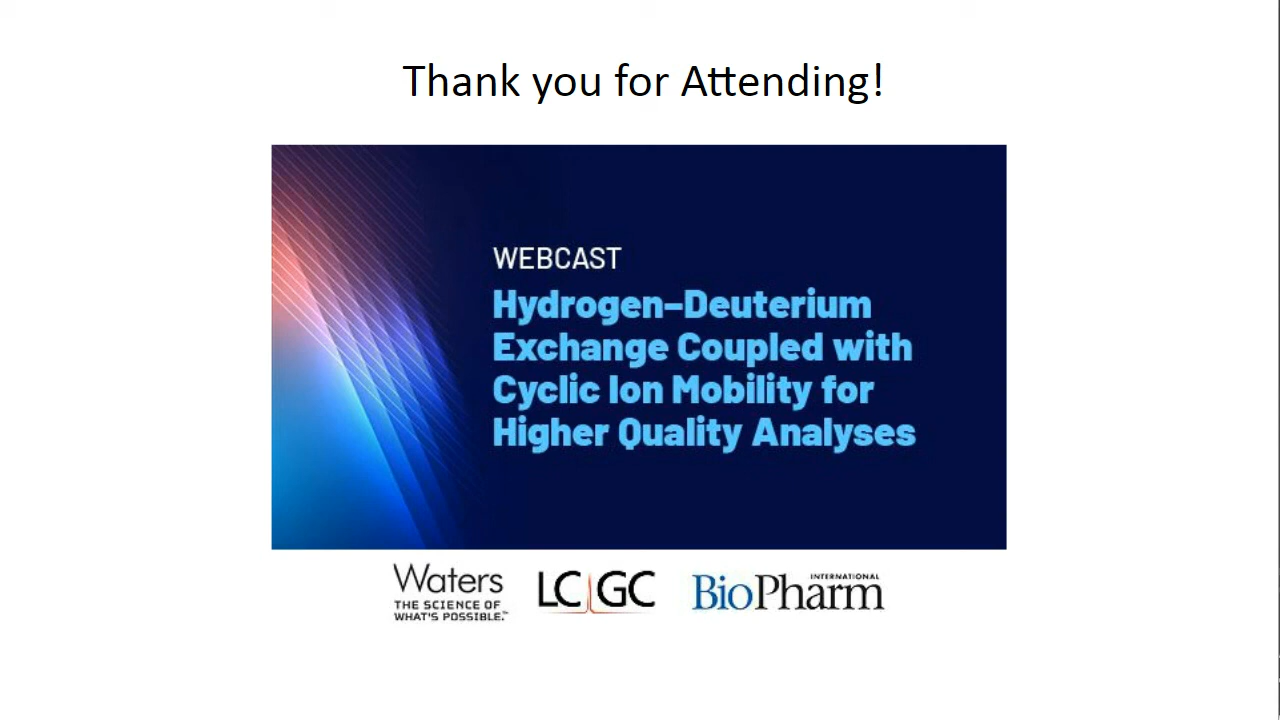 Thank you for Attending!
WEBCAST
Hydrogen–Deuterium
Exchange Coupled with
Cyclic Ion Mobility for
Higher Quality Analyses
Waters
THE SCIENCE OF
WHAT'S POSSIBLE.™
LC GC
INTERNATIONAL
BioPharm